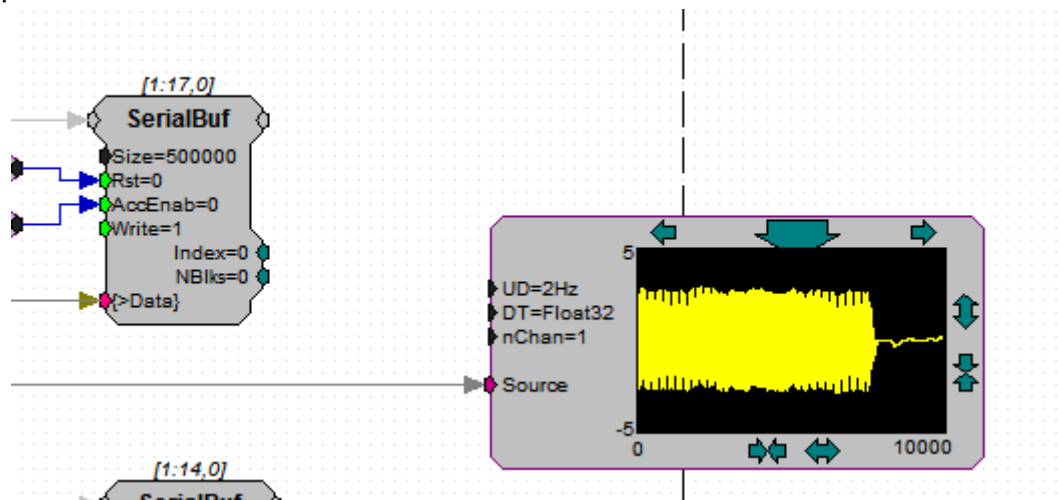 [1:17,0]
SerialBuf
Size=500000
Rst=0
AccEnab=0
Write=1
Index=0
NBlks=0
{>Data}
UD=2Hz
DT=Float32
nChan=1
Source
5
-5
0
10000
[1:14,0]
SerialBuf